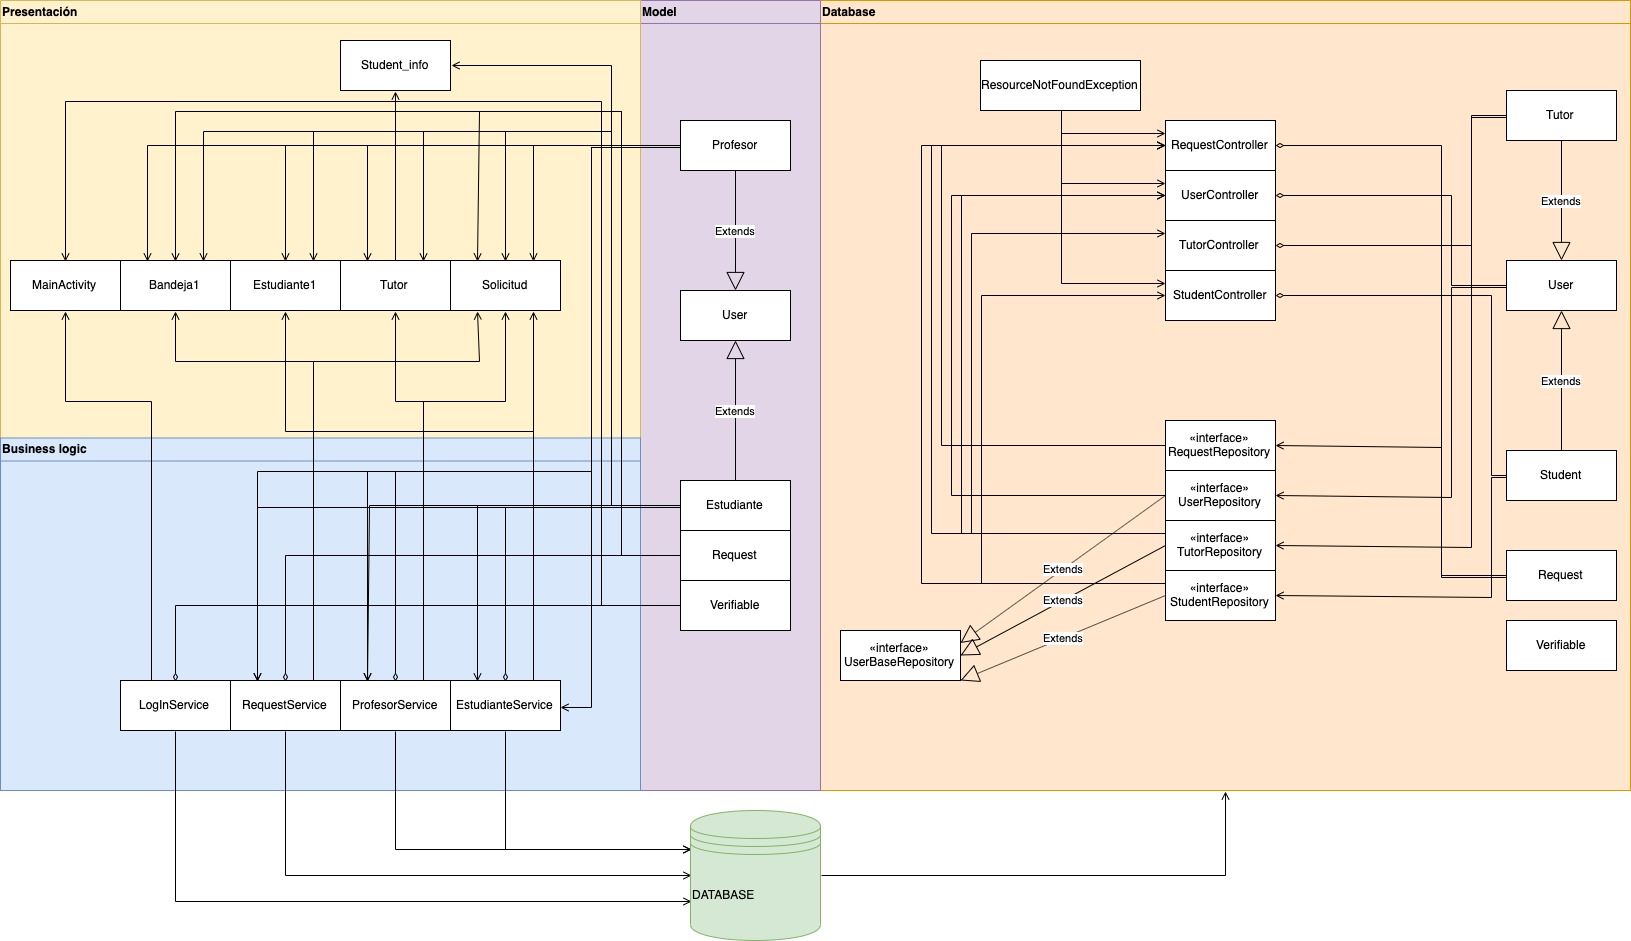 Presentación
Model
Database
Student_info
MainActivity
Bandeja1
Estudiante1
Tutor
Solicitud
Business logic
LogInService
RequestService
ProfesorService
EstudianteService
Profesor
Extends
User
Extends
Estudiante
Request
Verifiable
ResourceNotFoundException
RequestController
UserController
TutorController
StudentController
«interface»
RequestRepository
«interface»
UserRepository
«interface»
TutorRepository
«interface»
StudentRepository
Extends
Extends
Extends
«interface»
UserBaseRepository
Tutor
Extends
User
Extends
Student
Request
Verifiable
DATABASE